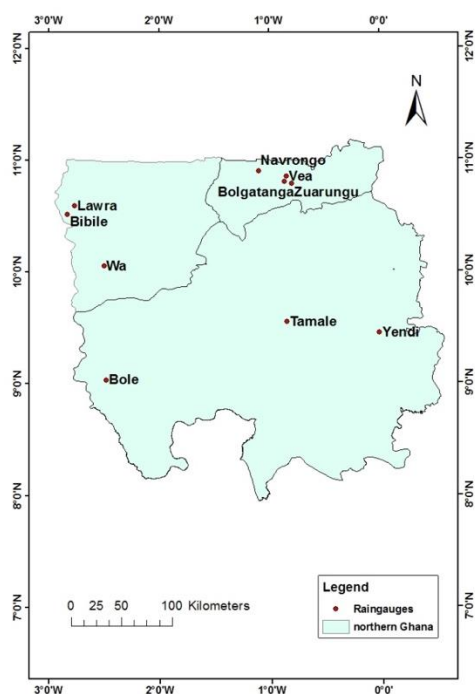 3°0'W 2°0'W 1°0'W 0°0'
12°0'N 12°0'N
N
11°0'N 11°0'N
Navrongo
Vea
Bolgatanga Zuarungu
Lawra
Bibile
10°0'N 10°0'N
Wa
Tamale
Yendi
9°0'N 9°0'N
Bole
8°0'N 8°0'N
Legend
Raingauges
northern Ghana
0 25 50 100 Kilometers
7°0'N 7°0'N
3°0'W 2°0'W 1°0'W 0°0'